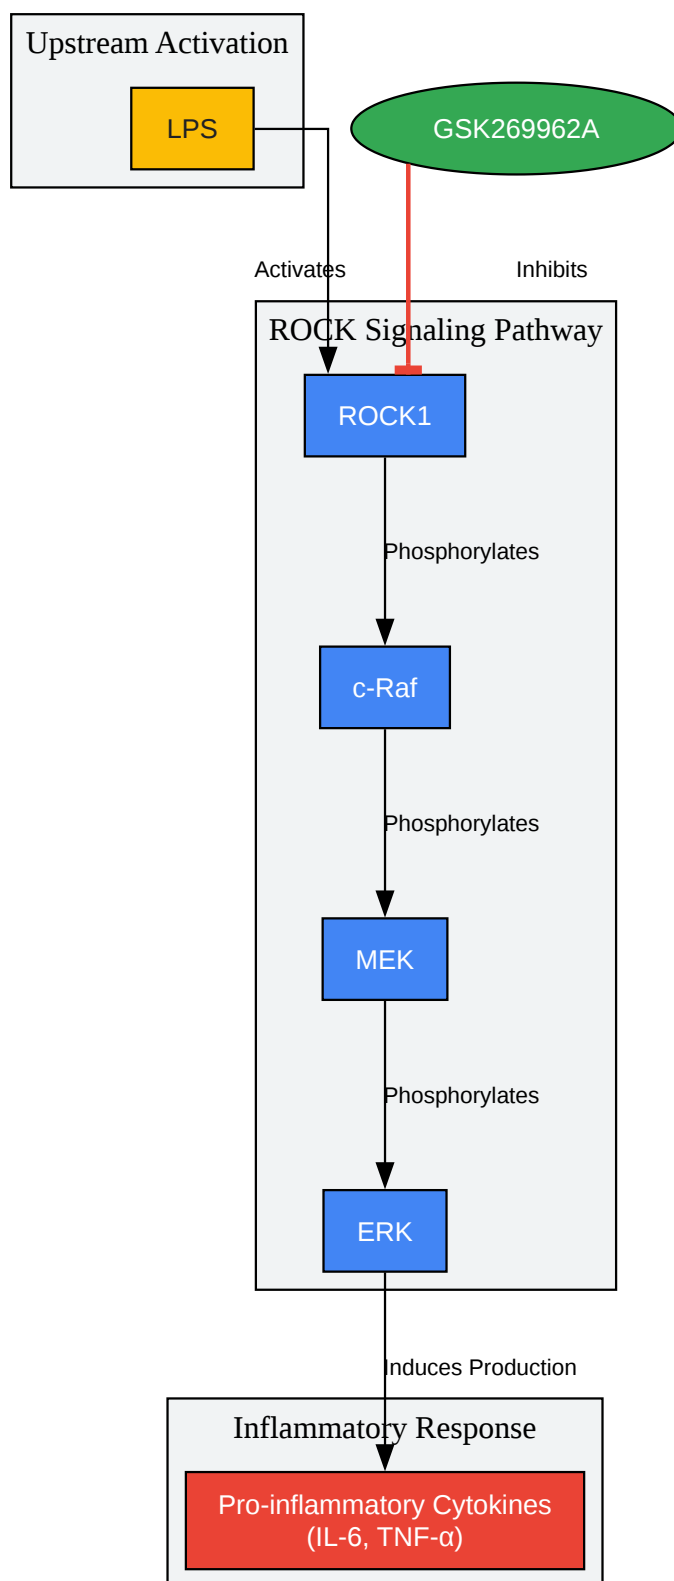 Upstream Activation
LPS
GSK269962A
Activates
Inhibits
ROCK Signaling Pathway
ROCK1
Phosphorylates
c-Raf
Phosphorylates
MEK
Phosphorylates
ERK
Induces Production
Inflammatory Response
Pro-inflammatory Cytokines
(IL-6, TNF-α)